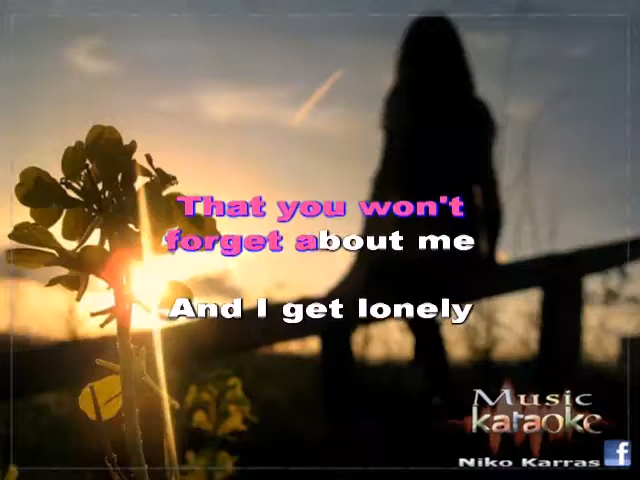 That you won't
forget about me
And I get lonely
Music
karaoke
Niko Karras f